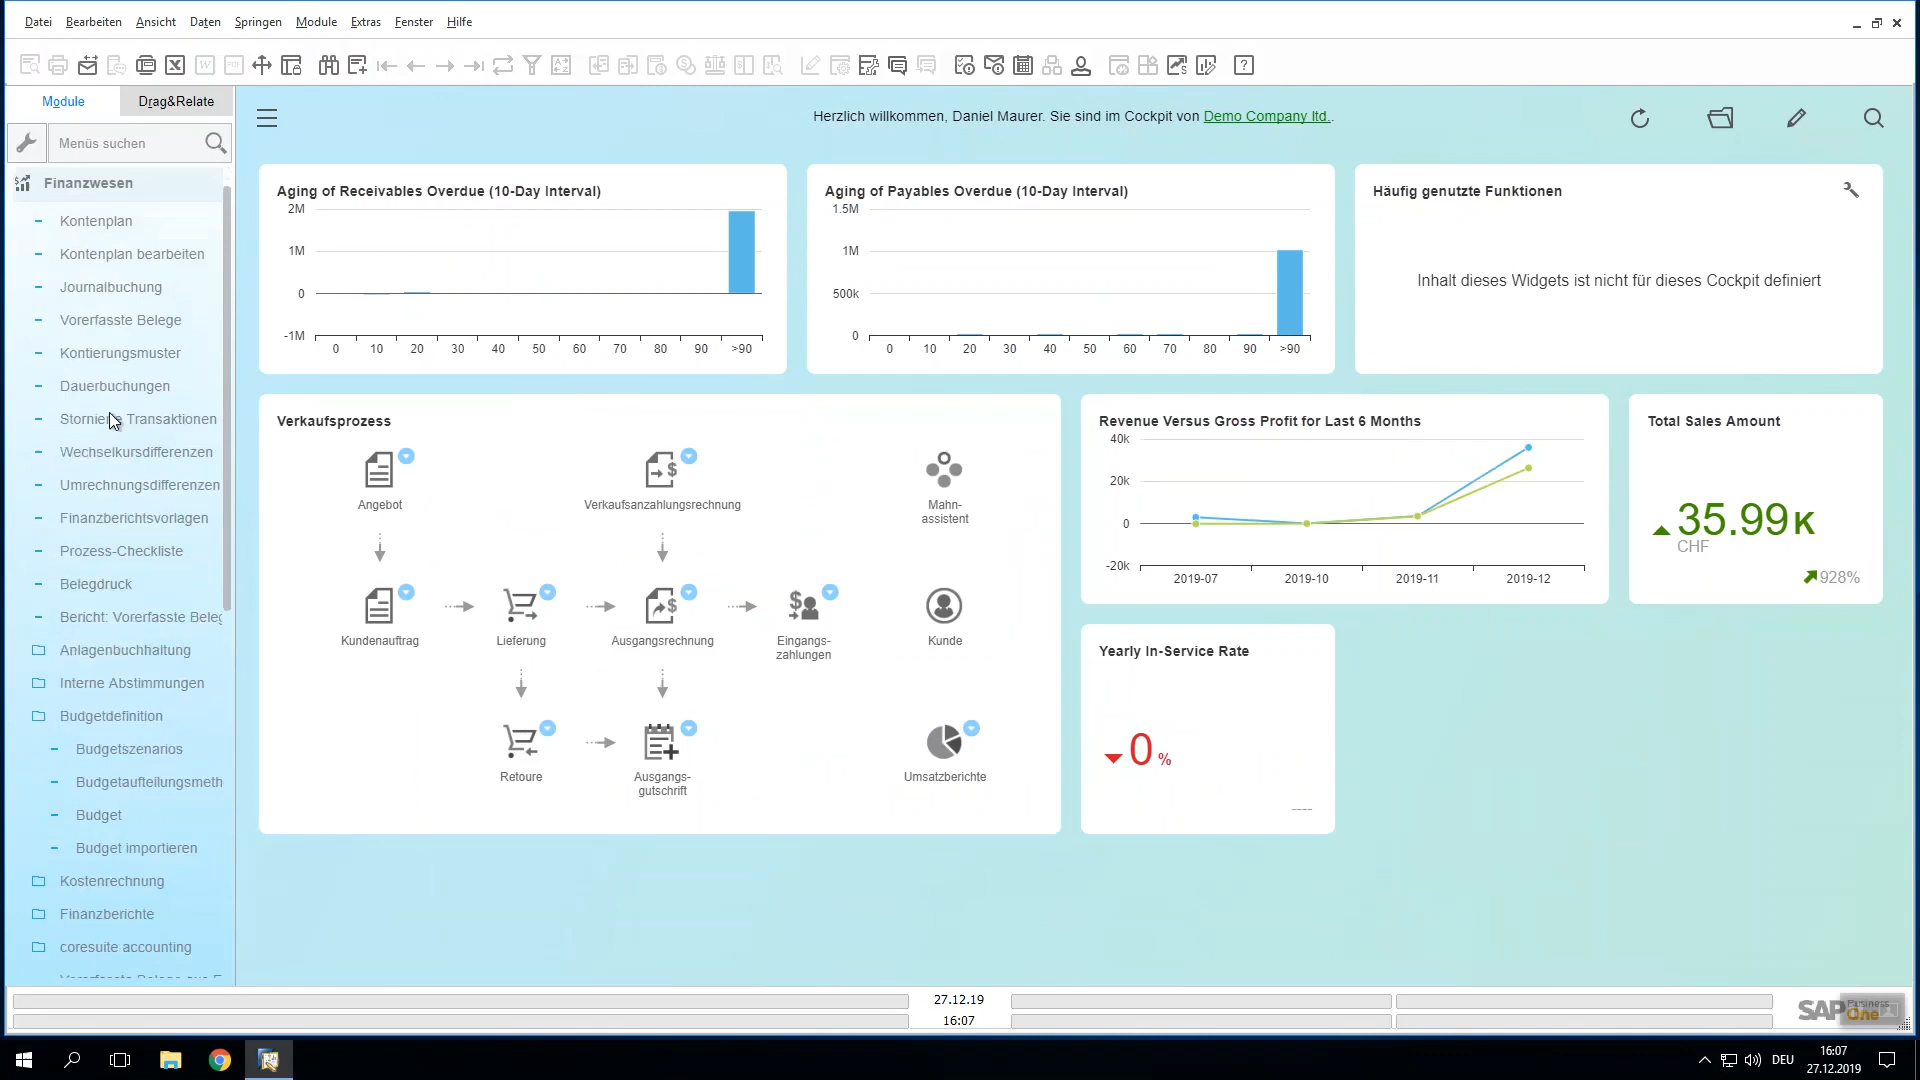 Datei Bearbeiten Ansicht Daten Springen Module Extras Fenster Hilfe
Module Drag&Relate
Menüs suchen
Finanzwesen
Kontenplan
Kontenplan bearbeiten
Journalbuchung
Vorerfasste Belege
Kontierungsmuster
Dauerbuchungen
Transaktionen
Wechselkursdifferenzen
Umrechnungsdifferenzen
Finanzberichtsvorlagen
Prozess-Checkliste
Belegdruck
Bericht: Vorerfasste Beleg
Anlagenbuchhaltung
Interne Abstimmungen
Budgetdefinition
Budgetszenarios
Budgetaufteilungsmeth
Budget
Budget importieren
Kostenrechnung
Finanzberichte
coresuite accounting
Herzlich willkommen, Daniel Maurer. Sie sind im Cockpit von Demo Company ltd..
Aging of Receivables Overdue (10-Day Interval)
2M
1M
0
-1M
0 10 20 30 40 50 60 70 80 90 >90
Aging of Payables Overdue (10-Day Interval)
1.5M
1M
500k
0
0 10 20 30 40 50 60 70 80 90 >90
Häufig genutzte Funktionen
Inhalt dieses Widgets ist nicht für dieses Cockpit definiert
Verkaufsprozess
Angebot
Verkaufsanzahlungsrechnung
Mahn-
assistent
Kundenauftrag
Lieferung
Ausgangsrechnung
Eingangs-
zahlungen
Kunde
Retoure
Ausgangs-
gutschrift
Umsatzberichte
Revenue Versus Gross Profit for Last 6 Months
40k
20k
0
-20k
2019-07 2019-10 2019-11 2019-12
Total Sales Amount
35.99 K
CHF
928%
Yearly In-Service Rate
0 %
27.12.19
16:07
SAP Business One
DEU
16:07
27.12.2019